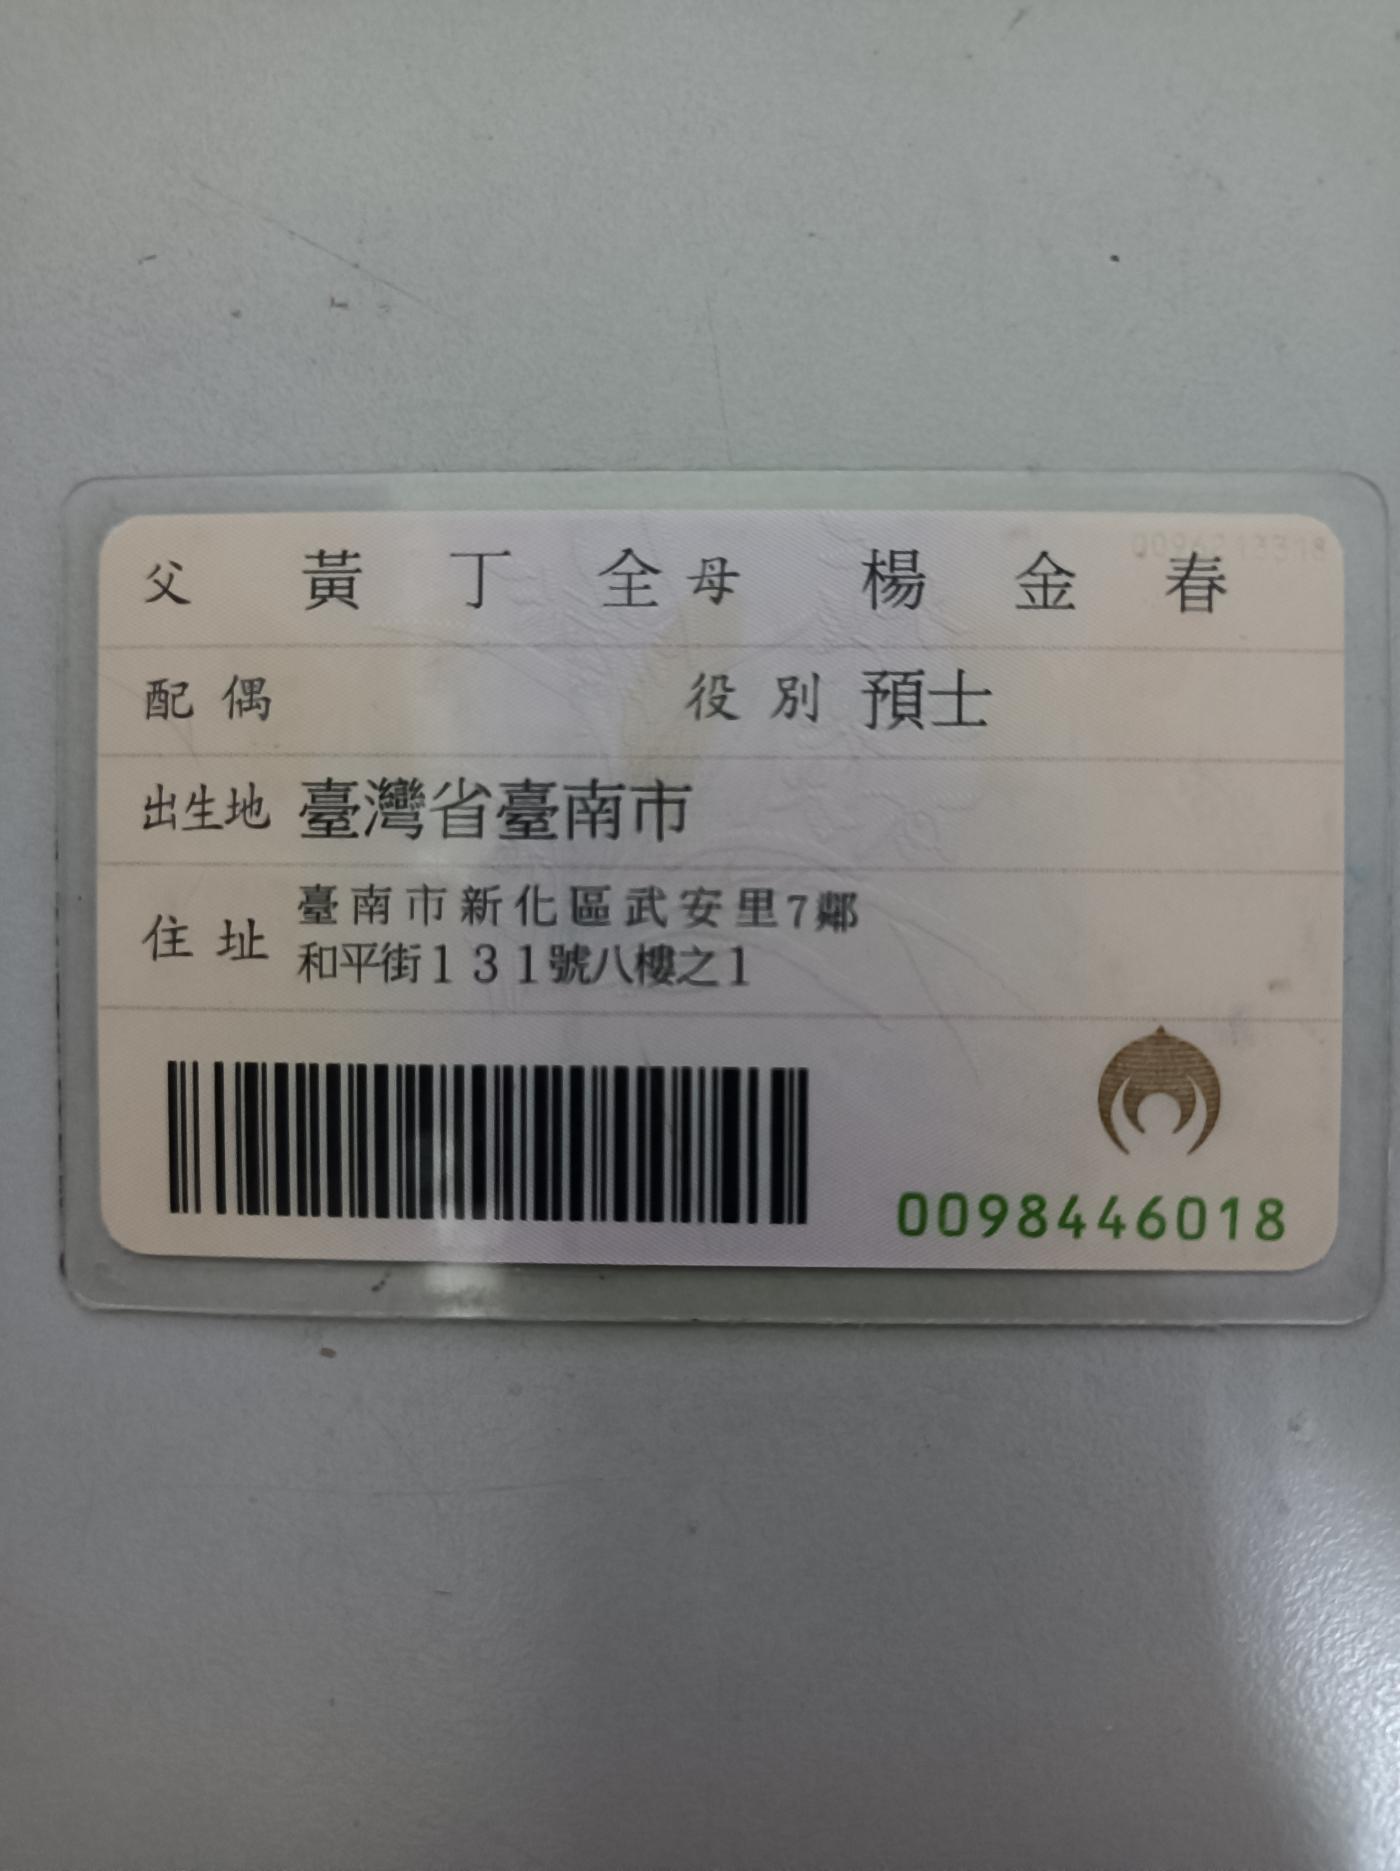 父 黃丁全 母 楊金春
配偶 役別 預士
出生地 臺灣省臺南市
住址 臺南市新化區武安里7鄰
和平街131號八樓之1
0098446018